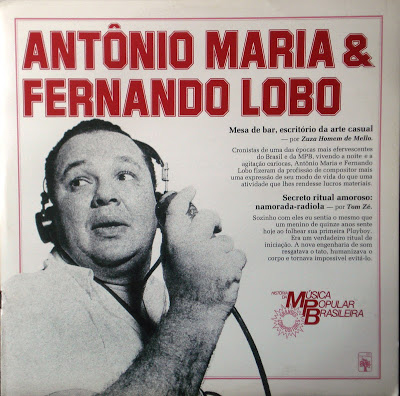 ANTÔNIO MARIA &
FERNANDO LOBO
Mesa de bar, escritório da arte casual
— por Zuza Homem de Mello.
Cronistas de uma das épocas mais efervescentes
do Brasil e da MPB, vivendo a noite e a
agitação cariocas, Antônio Maria e Fernando
Lobo fizeram da profissão de compositor mais
uma expressão de seu modo de vida do que uma
atividade que lhes rendesse lucros materiais.
Secreto ritual amoroso:
namorada-radiola — por Tom Zé.
Sozinho com eles eu sentia o mesmo que
um menino de quinze anos sente
hoje ao folhear sua primeira Playboy.
Era um verdadeiro ritual de
iniciação. A nova engenharia de som
resgatava o tato, humanizava o
corpo e tornava impossível evitá-lo.
HISTÓRIA DA
MÚSICA
POPULAR
BRASILEIRA
GRANDES